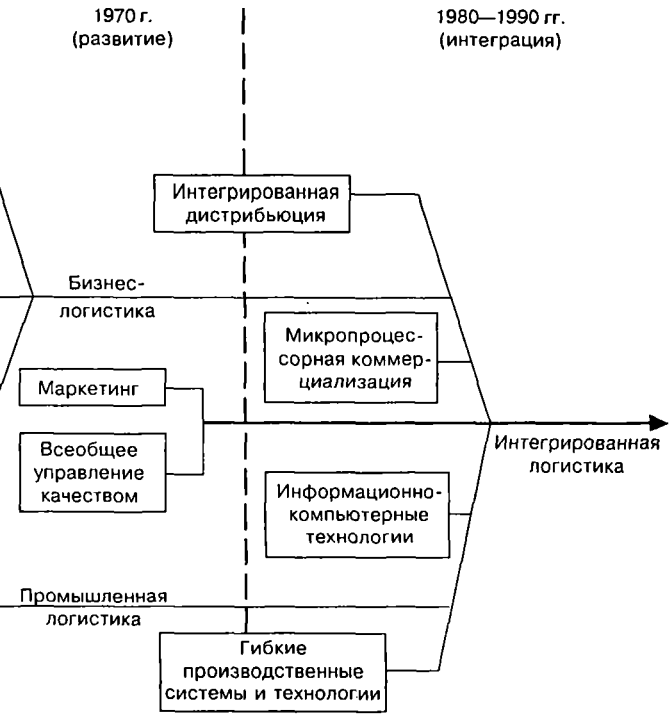 1970 г.
(развитие)
1980—1990 гг.
(интеграция)
Интегрированная
дистрибьюция
Бизнес-
логистика
Микропроцес-
сорная коммер-
циализация
Маркетинг
Всеобщее
управление
качеством
Интегрированная
логистика
Информационно-
компьютерные
технологии
Промышленная
логистика
Гибкие
производственные
системы и технологии